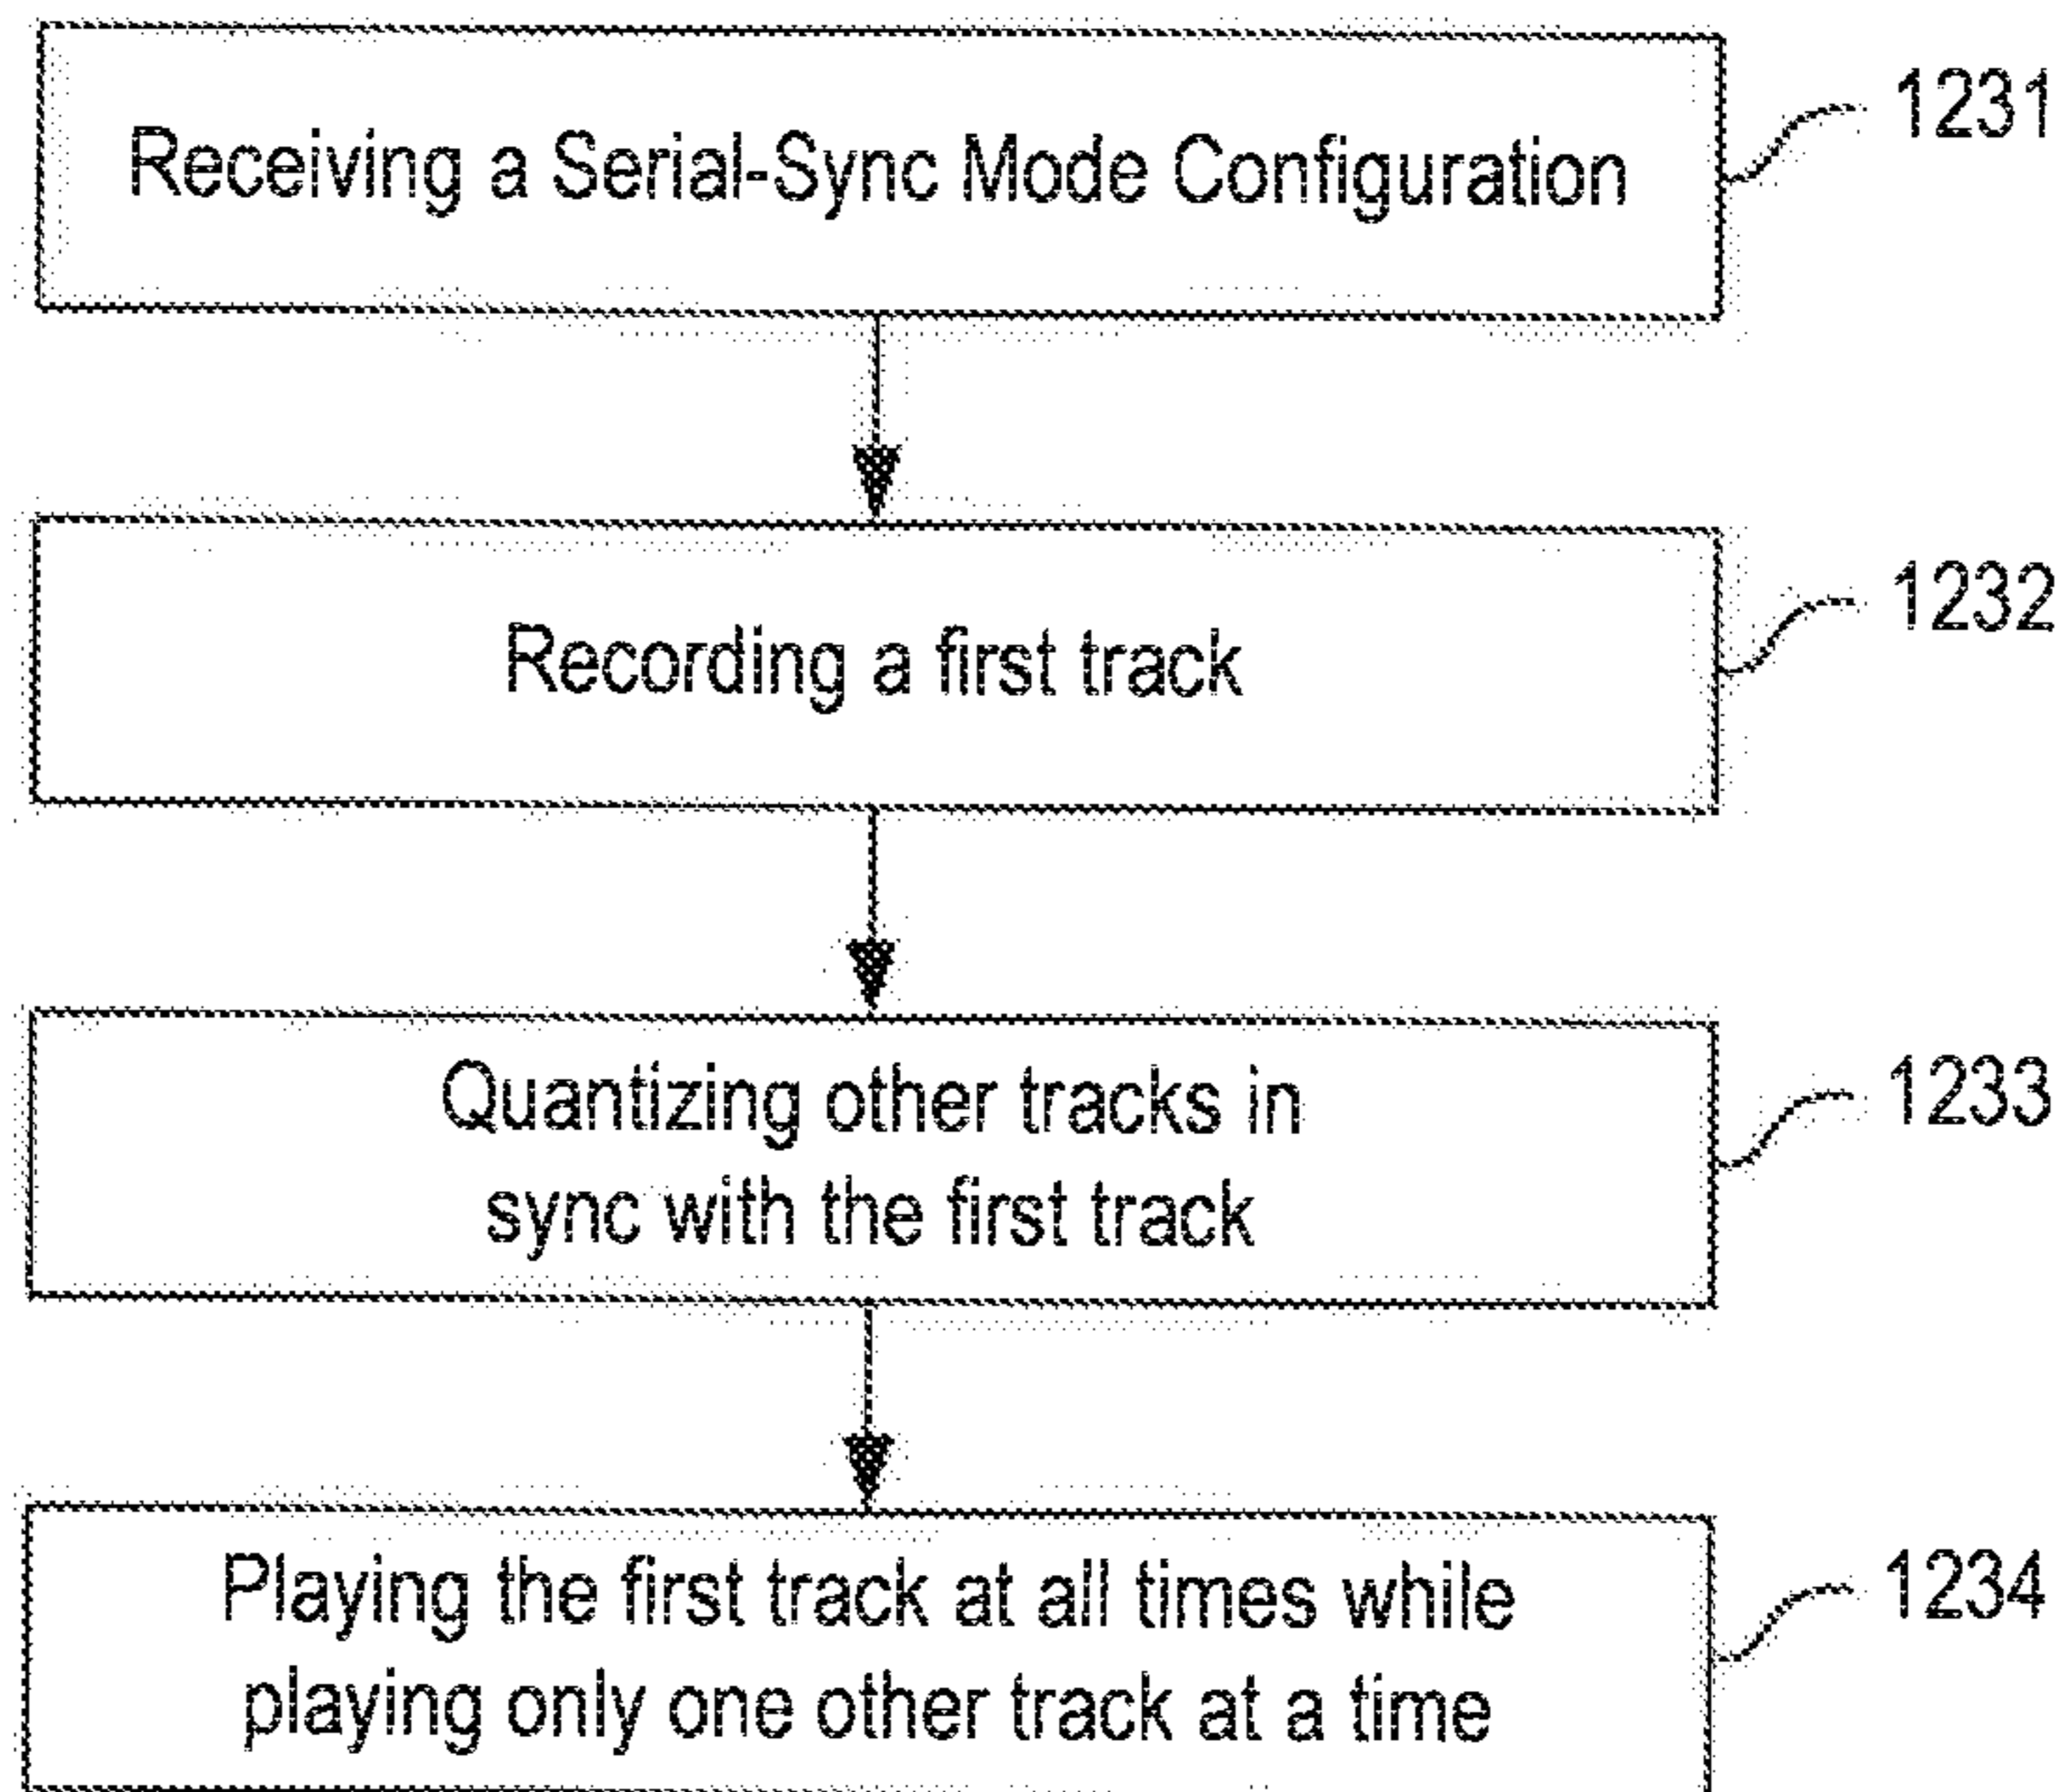 Receiving a Serial-Sync Mode Configuration
1231
Recording a first track
1232
Quantizing other tracks in
sync with the first track
1233
Playing the first track at all times while
playing only one other track at a time
1234